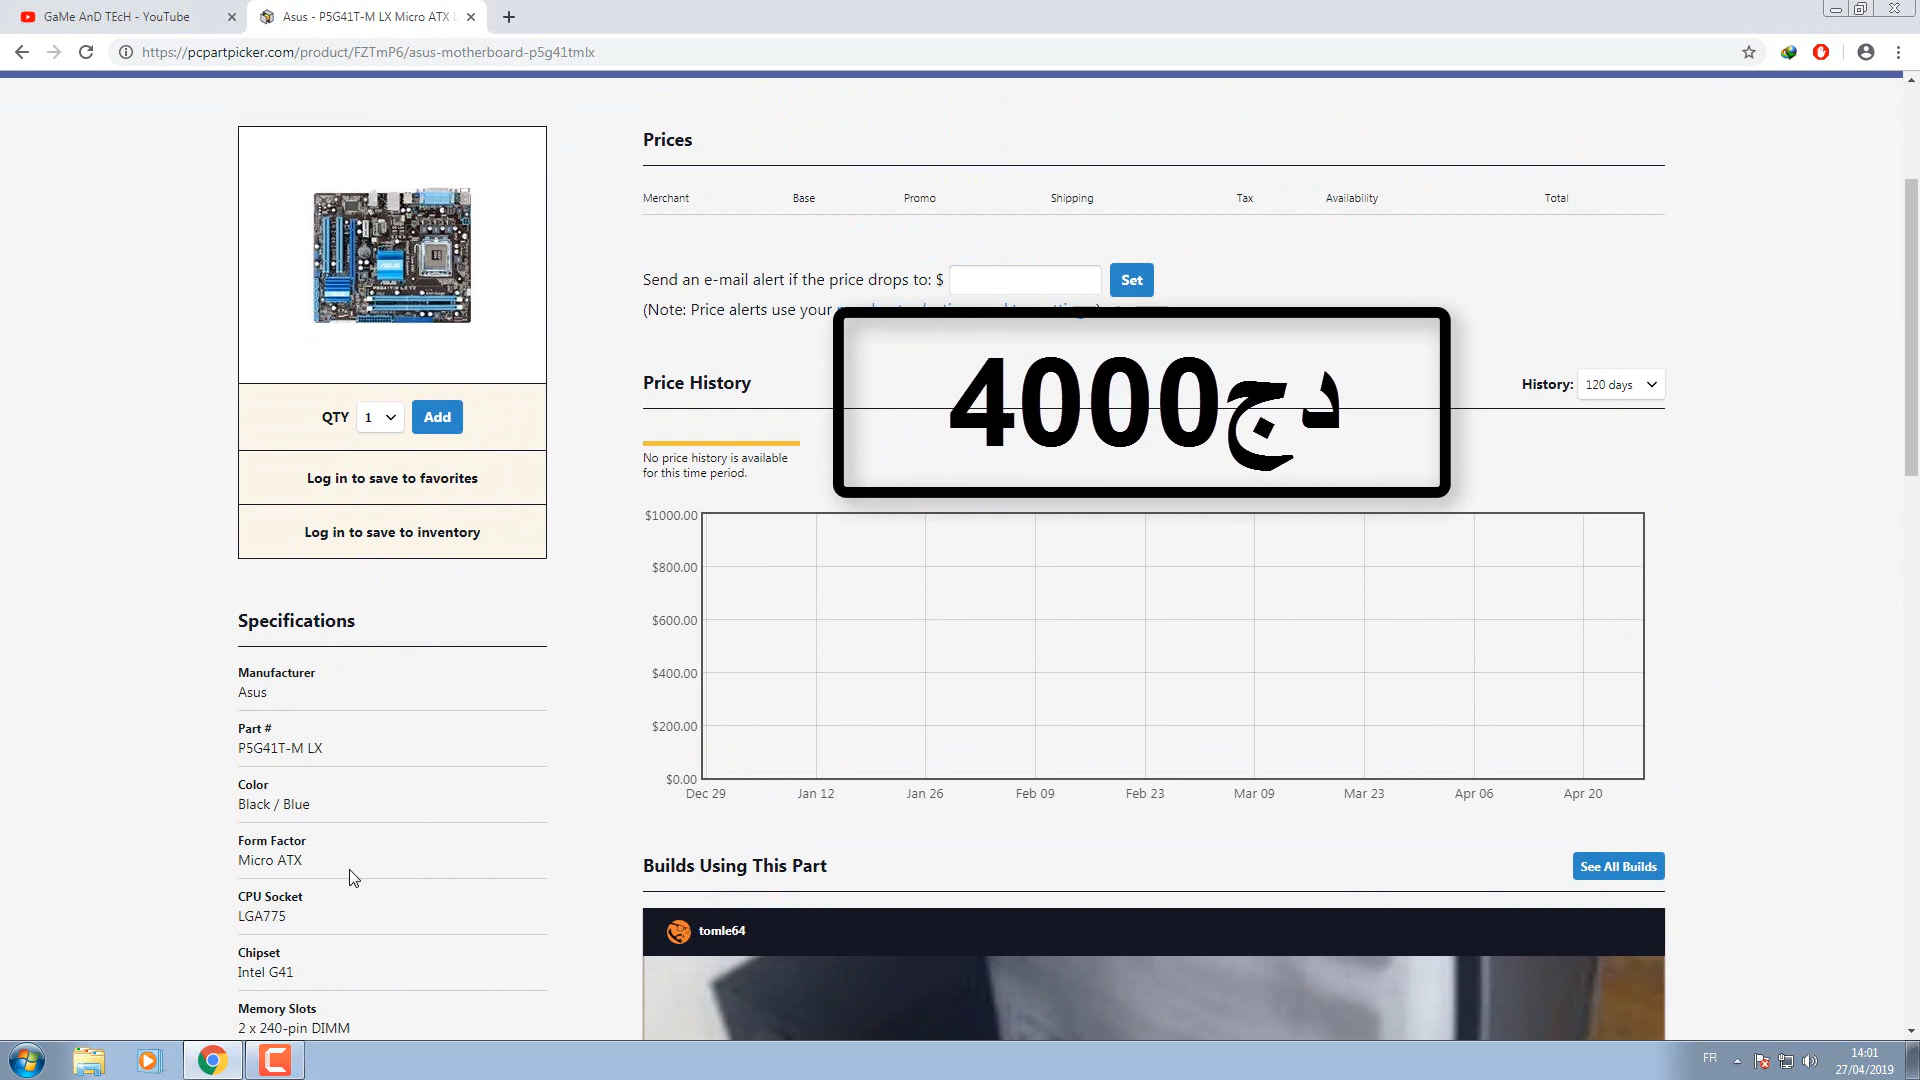 GaMe AnD TEcH - YouTube
Asus - P5G41T-M LX Micro ATX L
https://pcpartpicker.com/product/FZTmP6/asus-motherboard-p5g41tmlx
Prices
Merchant Base Promo Shipping Tax Availability Total
Send an e-mail alert if the price drops to: $ Set
(Note: Price alerts use your
4000دج
Price History
History: 120 days
No price history is available
for this time period.
$1000.00
$800.00
$600.00
$400.00
$200.00
$0.00
Dec 29 Jan 12 Jan 26 Feb 09 Feb 23 Mar 09 Mar 23 Apr 06 Apr 20
QTY 1 Add
Log in to save to favorites
Log in to save to inventory
Specifications
Manufacturer
Asus
Part #
P5G41T-M LX
Color
Black / Blue
Form Factor
Micro ATX
CPU Socket
LGA775
Chipset
Intel G41
Memory Slots
2 x 240-pin DIMM
Builds Using This Part
See All Builds
tomle64
FR
14:01
27/04/2019